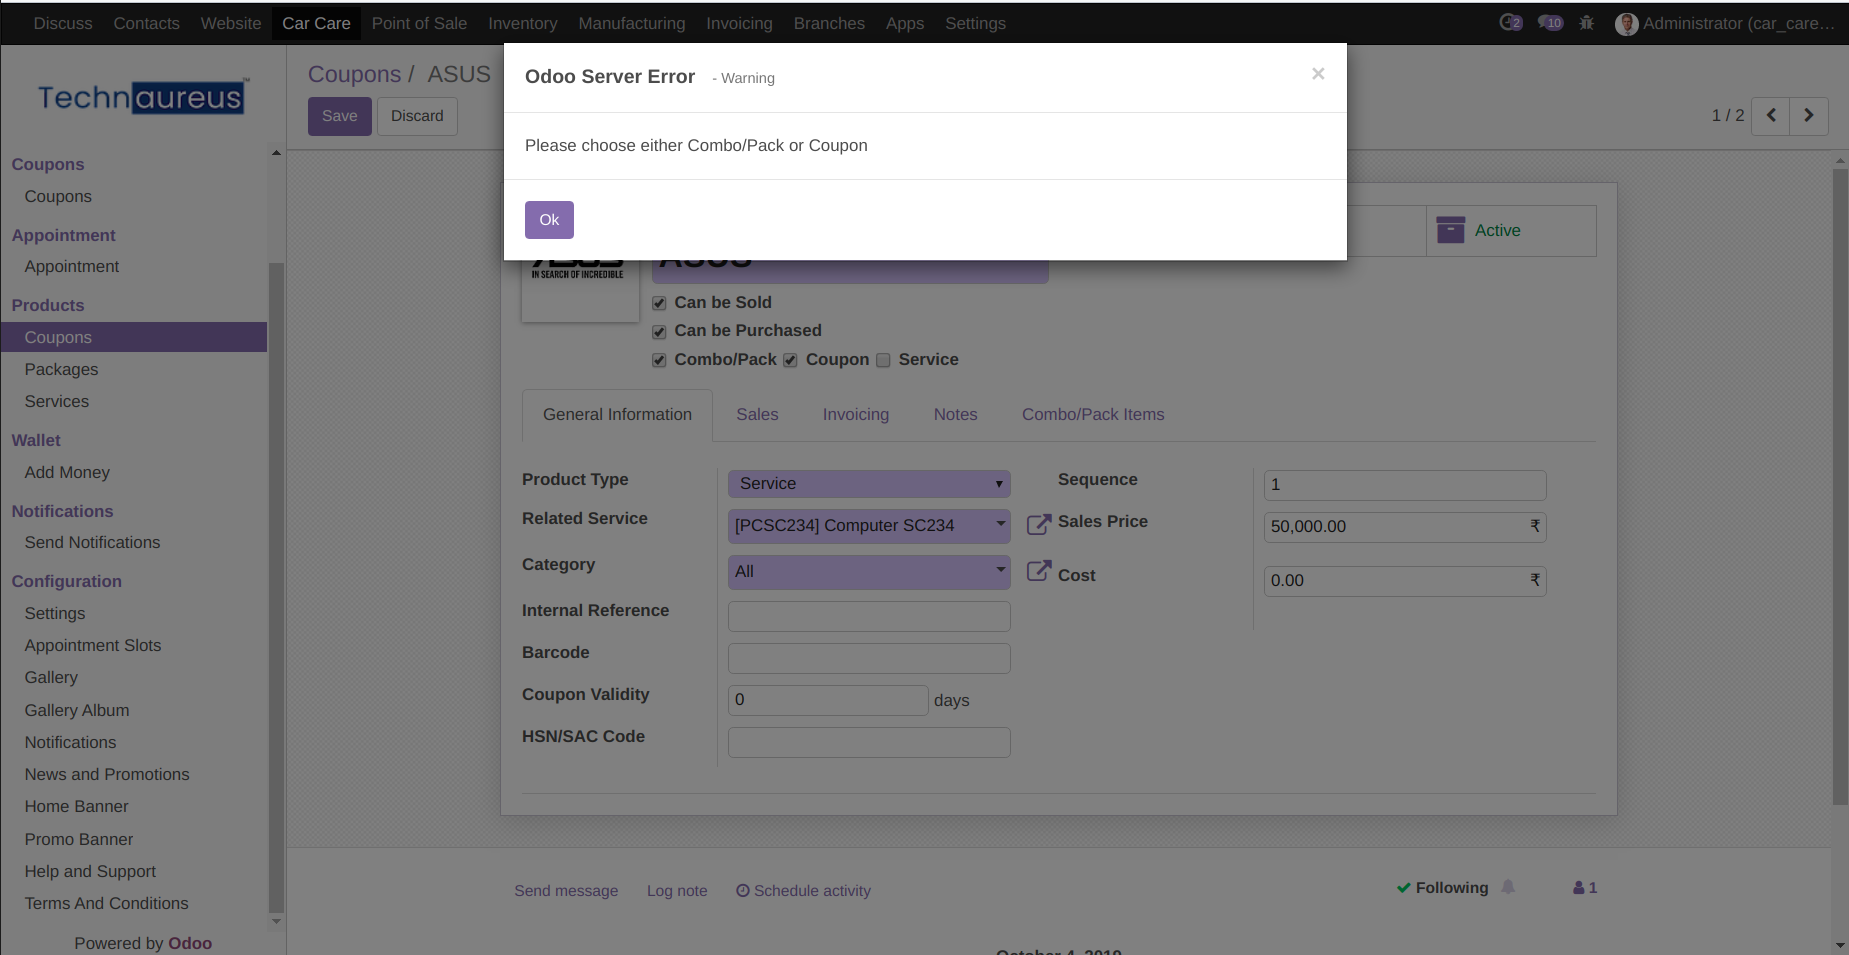 Discuss Contacts Website Car Care Point of Sale Inventory Manufacturing Invoicing Branches Apps Settings 2 10 Administrator (car_care...
Technaureus™
Coupons / ASUS
Save Discard
1 / 2
Odoo Server Error - Warning ×
Please choose either Combo/Pack or Coupon
Ok
Coupons
Coupons
Appointment
Appointment
Products
Coupons
Packages
Services
Wallet
Add Money
Notifications
Send Notifications
Configuration
Settings
Appointment Slots
Gallery
Gallery Album
Notifications
News and Promotions
Home Banner
Promo Banner
Help and Support
Terms And Conditions
Powered by Odoo
Active
ASUS
IN SEARCH OF INCREDIBLE
ASUS
Can be Sold
Can be Purchased
Combo/Pack Coupon Service
General Information Sales Invoicing Notes Combo/Pack Items
Product Type Service
Related Service [PCSC234] Computer SC234
Category All
Internal Reference
Barcode
Coupon Validity 0 days
HSN/SAC Code
Sequence 1
Sales Price 50,000.00 ₹
Cost 0.00 ₹
Send message Log note Schedule activity
Following 1
October 4, 2019